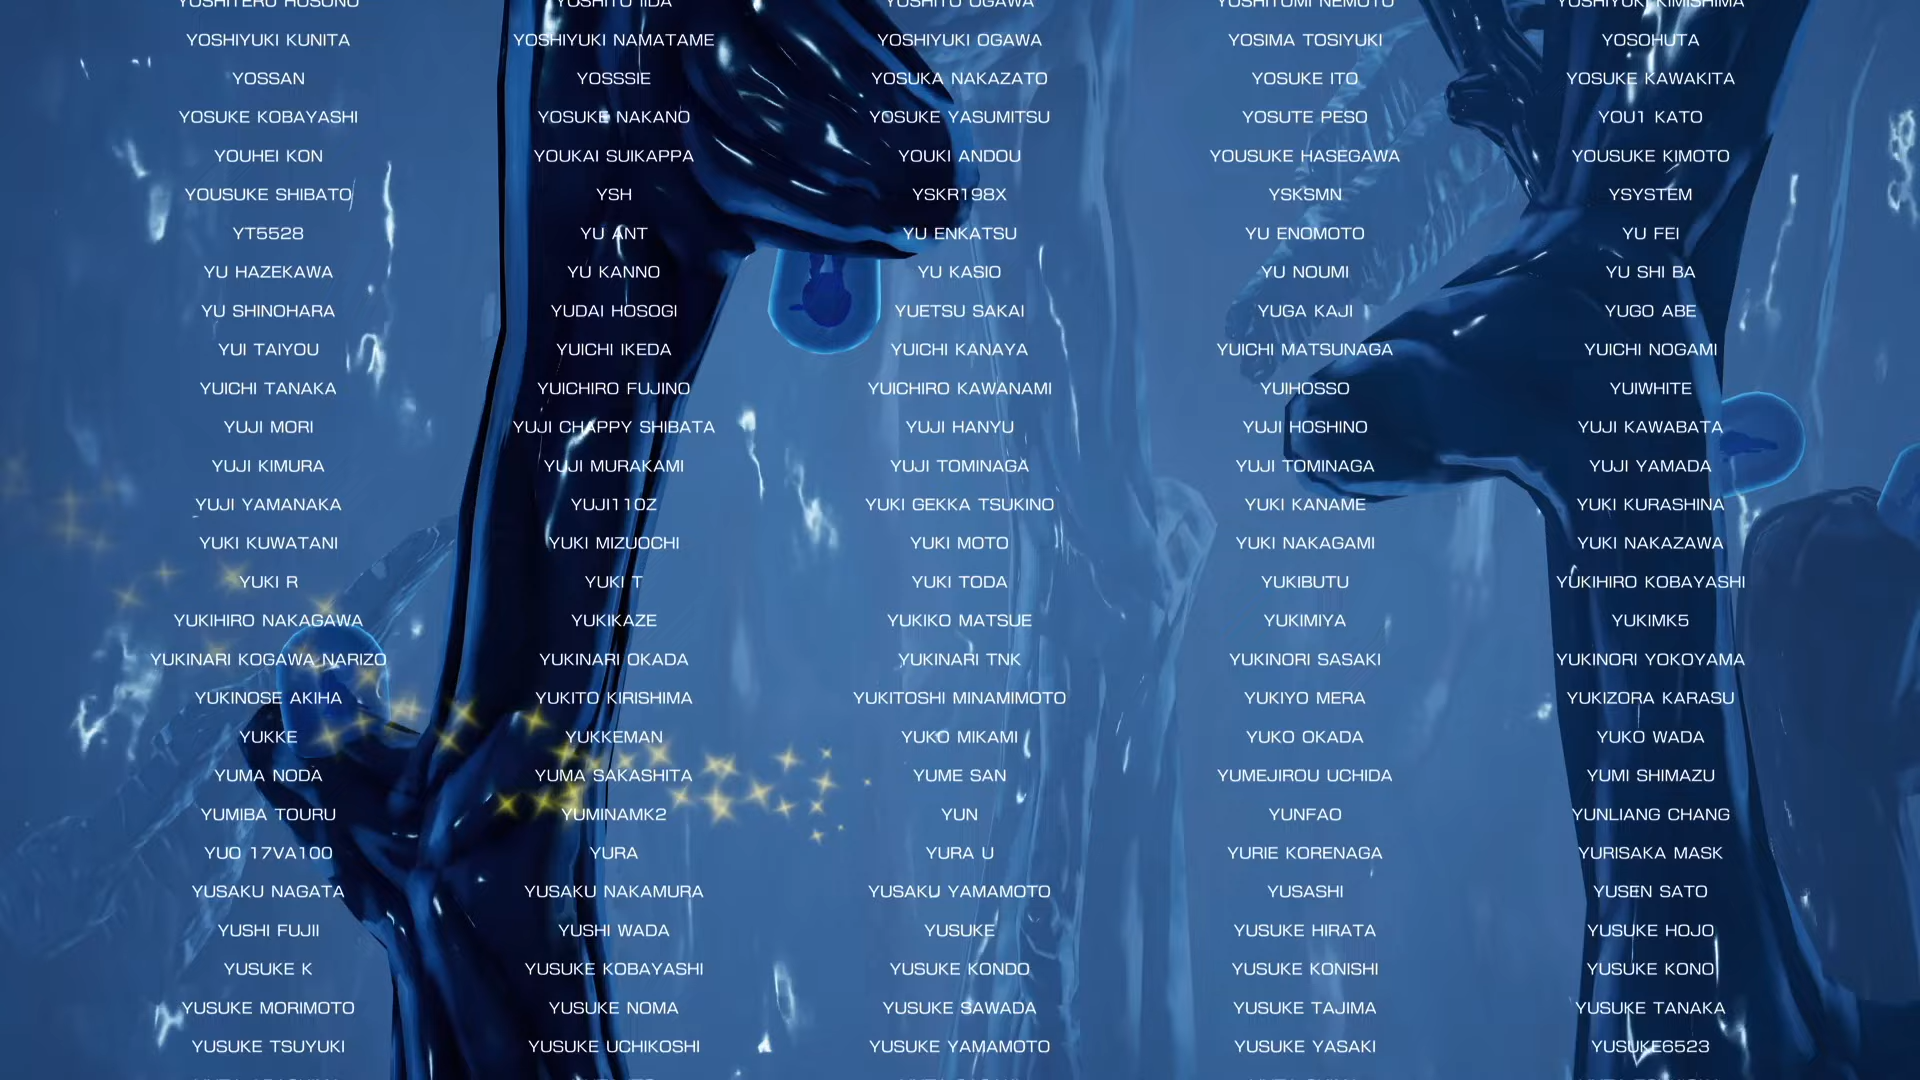 YOSHITERU HOSONO YOSHITO IIDA YOSHITO OGAWA YOSHITOMI NEMOTO YOSHIYUKI KIMISHIMA
YOSHIYUKI KUNITA YOSHIYUKI NAMATAME YOSHIYUKI OGAWA YOSIMA TOSIYUKI YOSOHUTA
YOSSAN YOSSSIE YOSUKA NAKAZATO YOSUKE ITO YOSUKE KAWAKITA
YOSUKE KOBAYASHI YOSUKE NAKANO YOSUKE YASUMITSU YOSUTE PESO YOU1 KATO
YOUHEI KON YOUKAI SUIKAPPA YOUKI ANDOU YOUSUKE HASEGAWA YOUSUKE KIMOTO
YOUSUKE SHIBATO YSH YSKR198X YSKSMN YSYSTEM
YT5528 YU ANT YU ENKATSU YU ENOMOTO YU FEI
YU HAZEKAWA YU KANNO YU KASIO YU NOUMI YU SHI BA
YU SHINOHARA YUDAI HOSOGI YUETSU SAKAI YUGA KAJI YUGO ABE
YUI TAIYOU YUICHI IKEDA YUICHI KANAYA YUICHI MATSUNAGA YUICHI NOGAMI
YUICHI TANAKA YUICHIRO FUJINO YUICHIRO KAWANAMI YUIHOSSO YUIWHITE
YUJI MORI YUJI CHAPPY SHIBATA YUJI HANYU YUJI HOSHINO YUJI KAWABATA
YUJI KIMURA YUJI MURAKAMI YUJI TOMINAGA YUJI TOMINAGA YUJI YAMADA
YUJI YAMANAKA YUJI110Z YUKI GEKKA TSUKINO YUKI KANAME YUKI KURASHINA
YUKI KUWATANI YUKI MIZUOCHI YUKI MOTO YUKI NAKAGAMI YUKI NAKAZAWA
YUKI R YUKI T YUKI TODA YUKIBUTU YUKIHIRO KOBAYASHI
YUKIHIRO NAKAGAWA YUKIKAZE YUKIKO MATSUE YUKIMIYA YUKIMK5
YUKINARI KOGAWA NARIZO YUKINARI OKADA YUKINARI TNK YUKINORI SASAKI YUKINORI YOKOYAMA
YUKINOSE AKIHA YUKITO KIRISHIMA YUKITOSHI MINAMIMOTO YUKIYO MERA YUKIZORA KARASU
YUKKE YUKKEMAN YUKO MIKAMI YUKO OKADA YUKO WADA
YUMA NODA YUMA SAKASHITA YUME SAN YUMEJIROU UCHIDA YUMI SHIMAZU
YUMIBA TOURU YUMINAMK2 YUN YUNFAO YUNLIANG CHANG
YUO 17VA100 YURA YURA U YURIE KORENAGA YURISAKA MASK
YUSAKU NAGATA YUSAKU NAKAMURA YUSAKU YAMAMOTO YUSASHI YUSEN SATO
YUSHI FUJII YUSHI WADA YUSUKE YUSUKE HIRATA YUSUKE HOJO
YUSUKE K YUSUKE KOBAYASHI YUSUKE KONDO YUSUKE KONISHI YUSUKE KONO
YUSUKE MORIMOTO YUSUKE NOMA YUSUKE SAWADA YUSUKE TAJIMA YUSUKE TANAKA
YUSUKE TSUYUKI YUSUKE UCHIKOSHI YUSUKE YAMAMOTO YUSUKE YASAKI YUSUKE6523